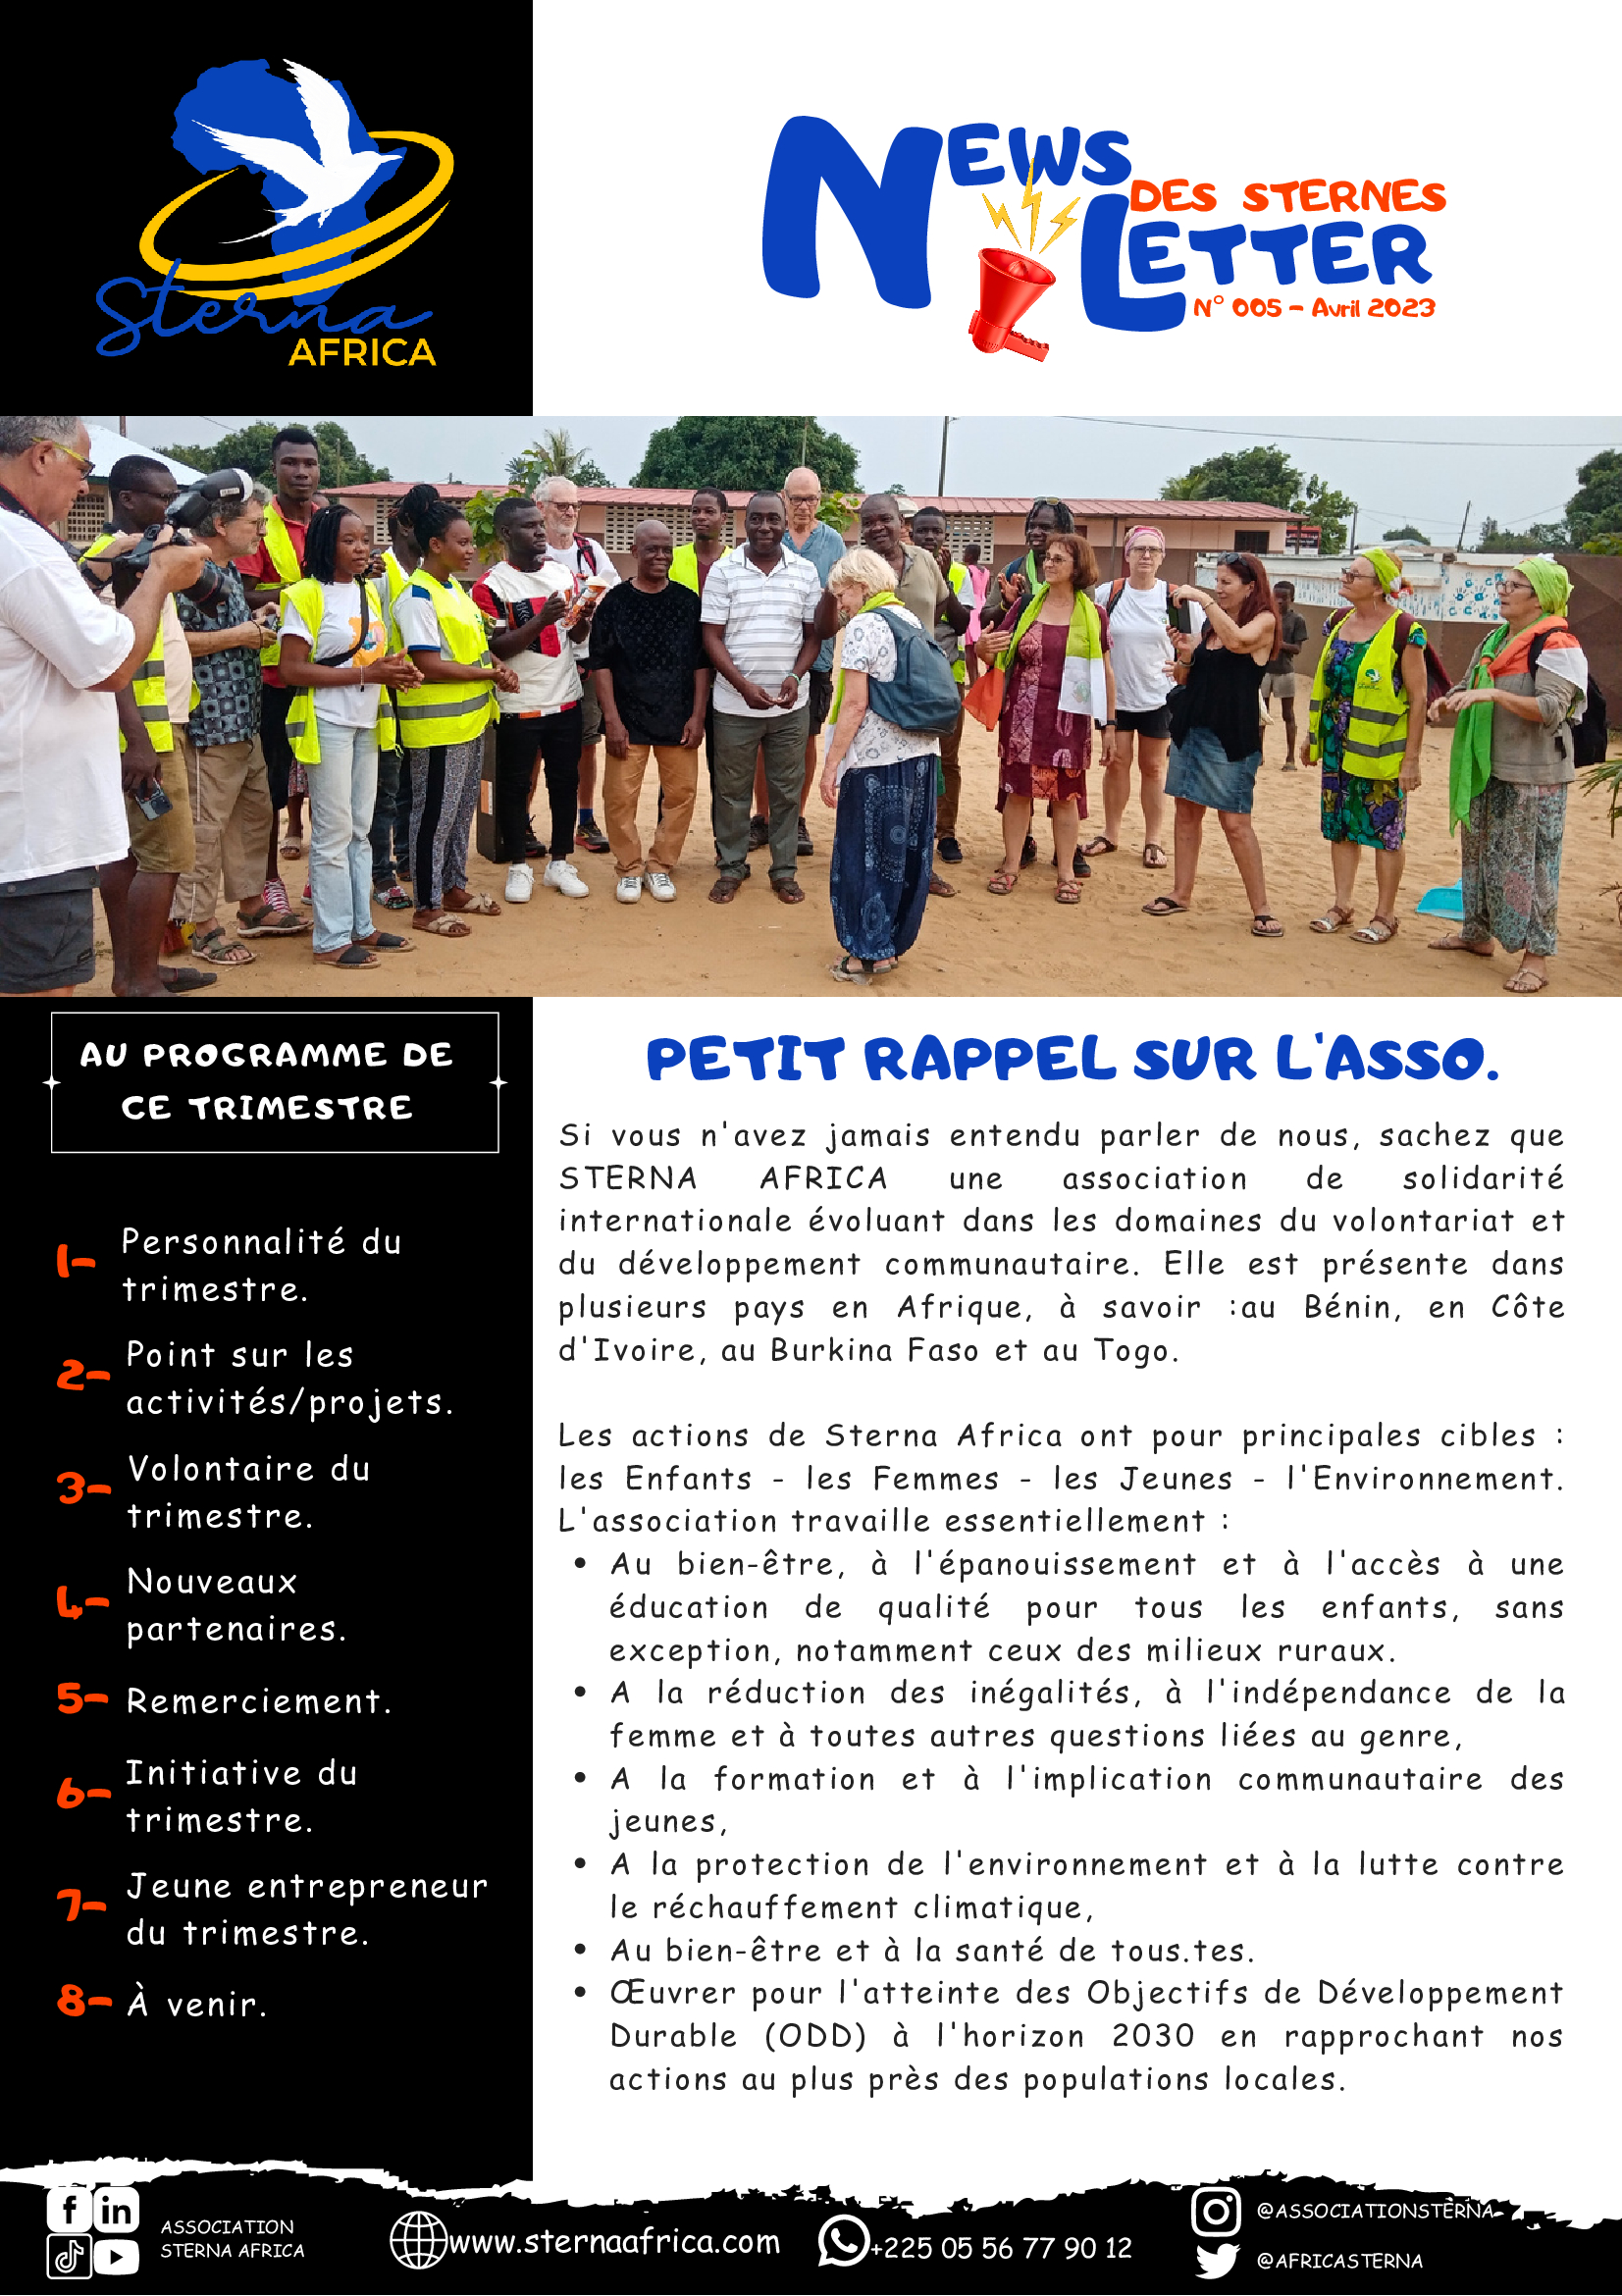 Sterna
AFRICA
NEWS
DES STERNES
LETTER
N° 005 - Avril 2023
AU PROGRAMME DE
CE TRIMESTRE
1- Personnalité du
trimestre.
2- Point sur les
activités/projets.
3- Volontaire du
trimestre.
4- Nouveaux
partenaires.
5- Remerciement.
6- Initiative du
trimestre.
7- Jeune entrepreneur
du trimestre.
8- À venir.
PETIT RAPPEL SUR L'ASSO.
Si vous n'avez jamais entendu parler de nous, sachez que
STERNA AFRICA une association de solidarité
internationale évoluant dans les domaines du volontariat et
du développement communautaire. Elle est présente dans
plusieurs pays en Afrique, à savoir :au Bénin, en Côte
d'Ivoire, au Burkina Faso et au Togo.
Les actions de Sterna Africa ont pour principales cibles :
les Enfants - les Femmes - les Jeunes - l'Environnement.
L'association travaille essentiellement :
• Au bien-être, à l'épanouissement et à l'accès à une
éducation de qualité pour tous les enfants, sans
exception, notamment ceux des milieux ruraux.
• A la réduction des inégalités, à l'indépendance de la
femme et à toutes autres questions liées au genre,
• A la formation et à l'implication communautaire des
jeunes,
• A la protection de l'environnement et à la lutte contre
le réchauffement climatique,
• Au bien-être et à la santé de tous.tes.
• Œuvrer pour l'atteinte des Objectifs de Développement
Durable (ODD) à l'horizon 2030 en rapprochant nos
actions au plus près des populations locales.
ASSOCIATION
STERNA AFRICA
www.sternaafrica.com
+225 05 56 77 90 12
@ASSOCIATIONSTERNA
@AFRICASTERNA